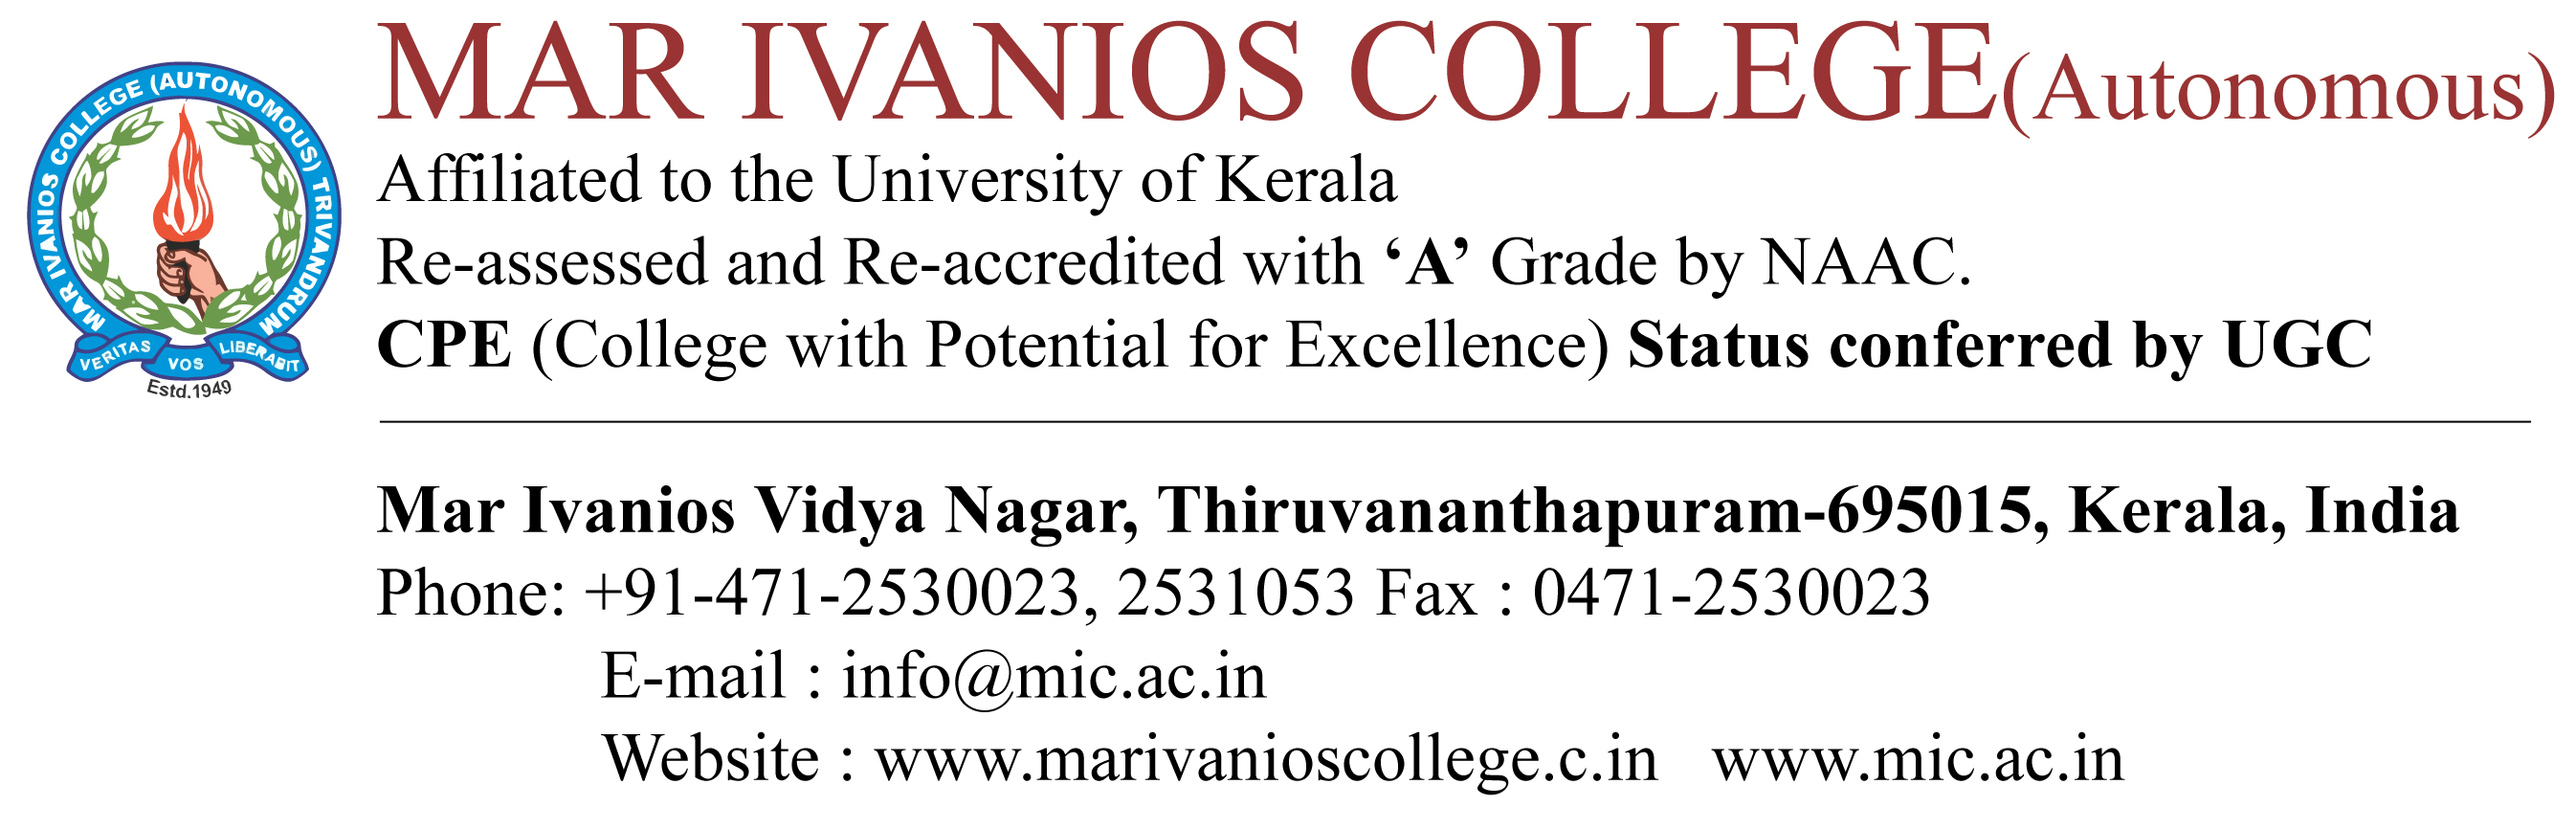 MAR IVANIOS COLLEGE(Autonomous)
MAR IVANIOS COLLEGE (AUTONOMOUS) TRIVANDRUM
VERITAS VOS LIBERABIT
Estd.1949
Affiliated to the University of Kerala
Re-assessed and Re-accredited with ‘A’ Grade by NAAC.
CPE (College with Potential for Excellence) Status conferred by UGC
Mar Ivanios Vidya Nagar, Thiruvananthapuram-695015, Kerala, India
Phone: +91-471-2530023, 2531053 Fax : 0471-2530023
E-mail : info@mic.ac.in
Website : www.marivanioscollege.c.in www.mic.ac.in